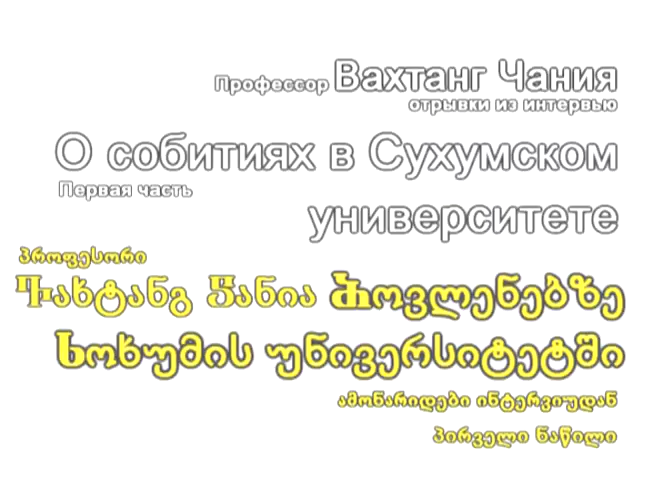 Профессор Вахтанг Чания
отрывки из интервью
О собитиях в Сухумском
Первая часть
университете
პროფესორი
ვახტანგ ჭანია მოვლენებზე
სოხუმის უნივერსიტეტში
ამონარიდები ინტერვიუდან
პირველი ნაწილი